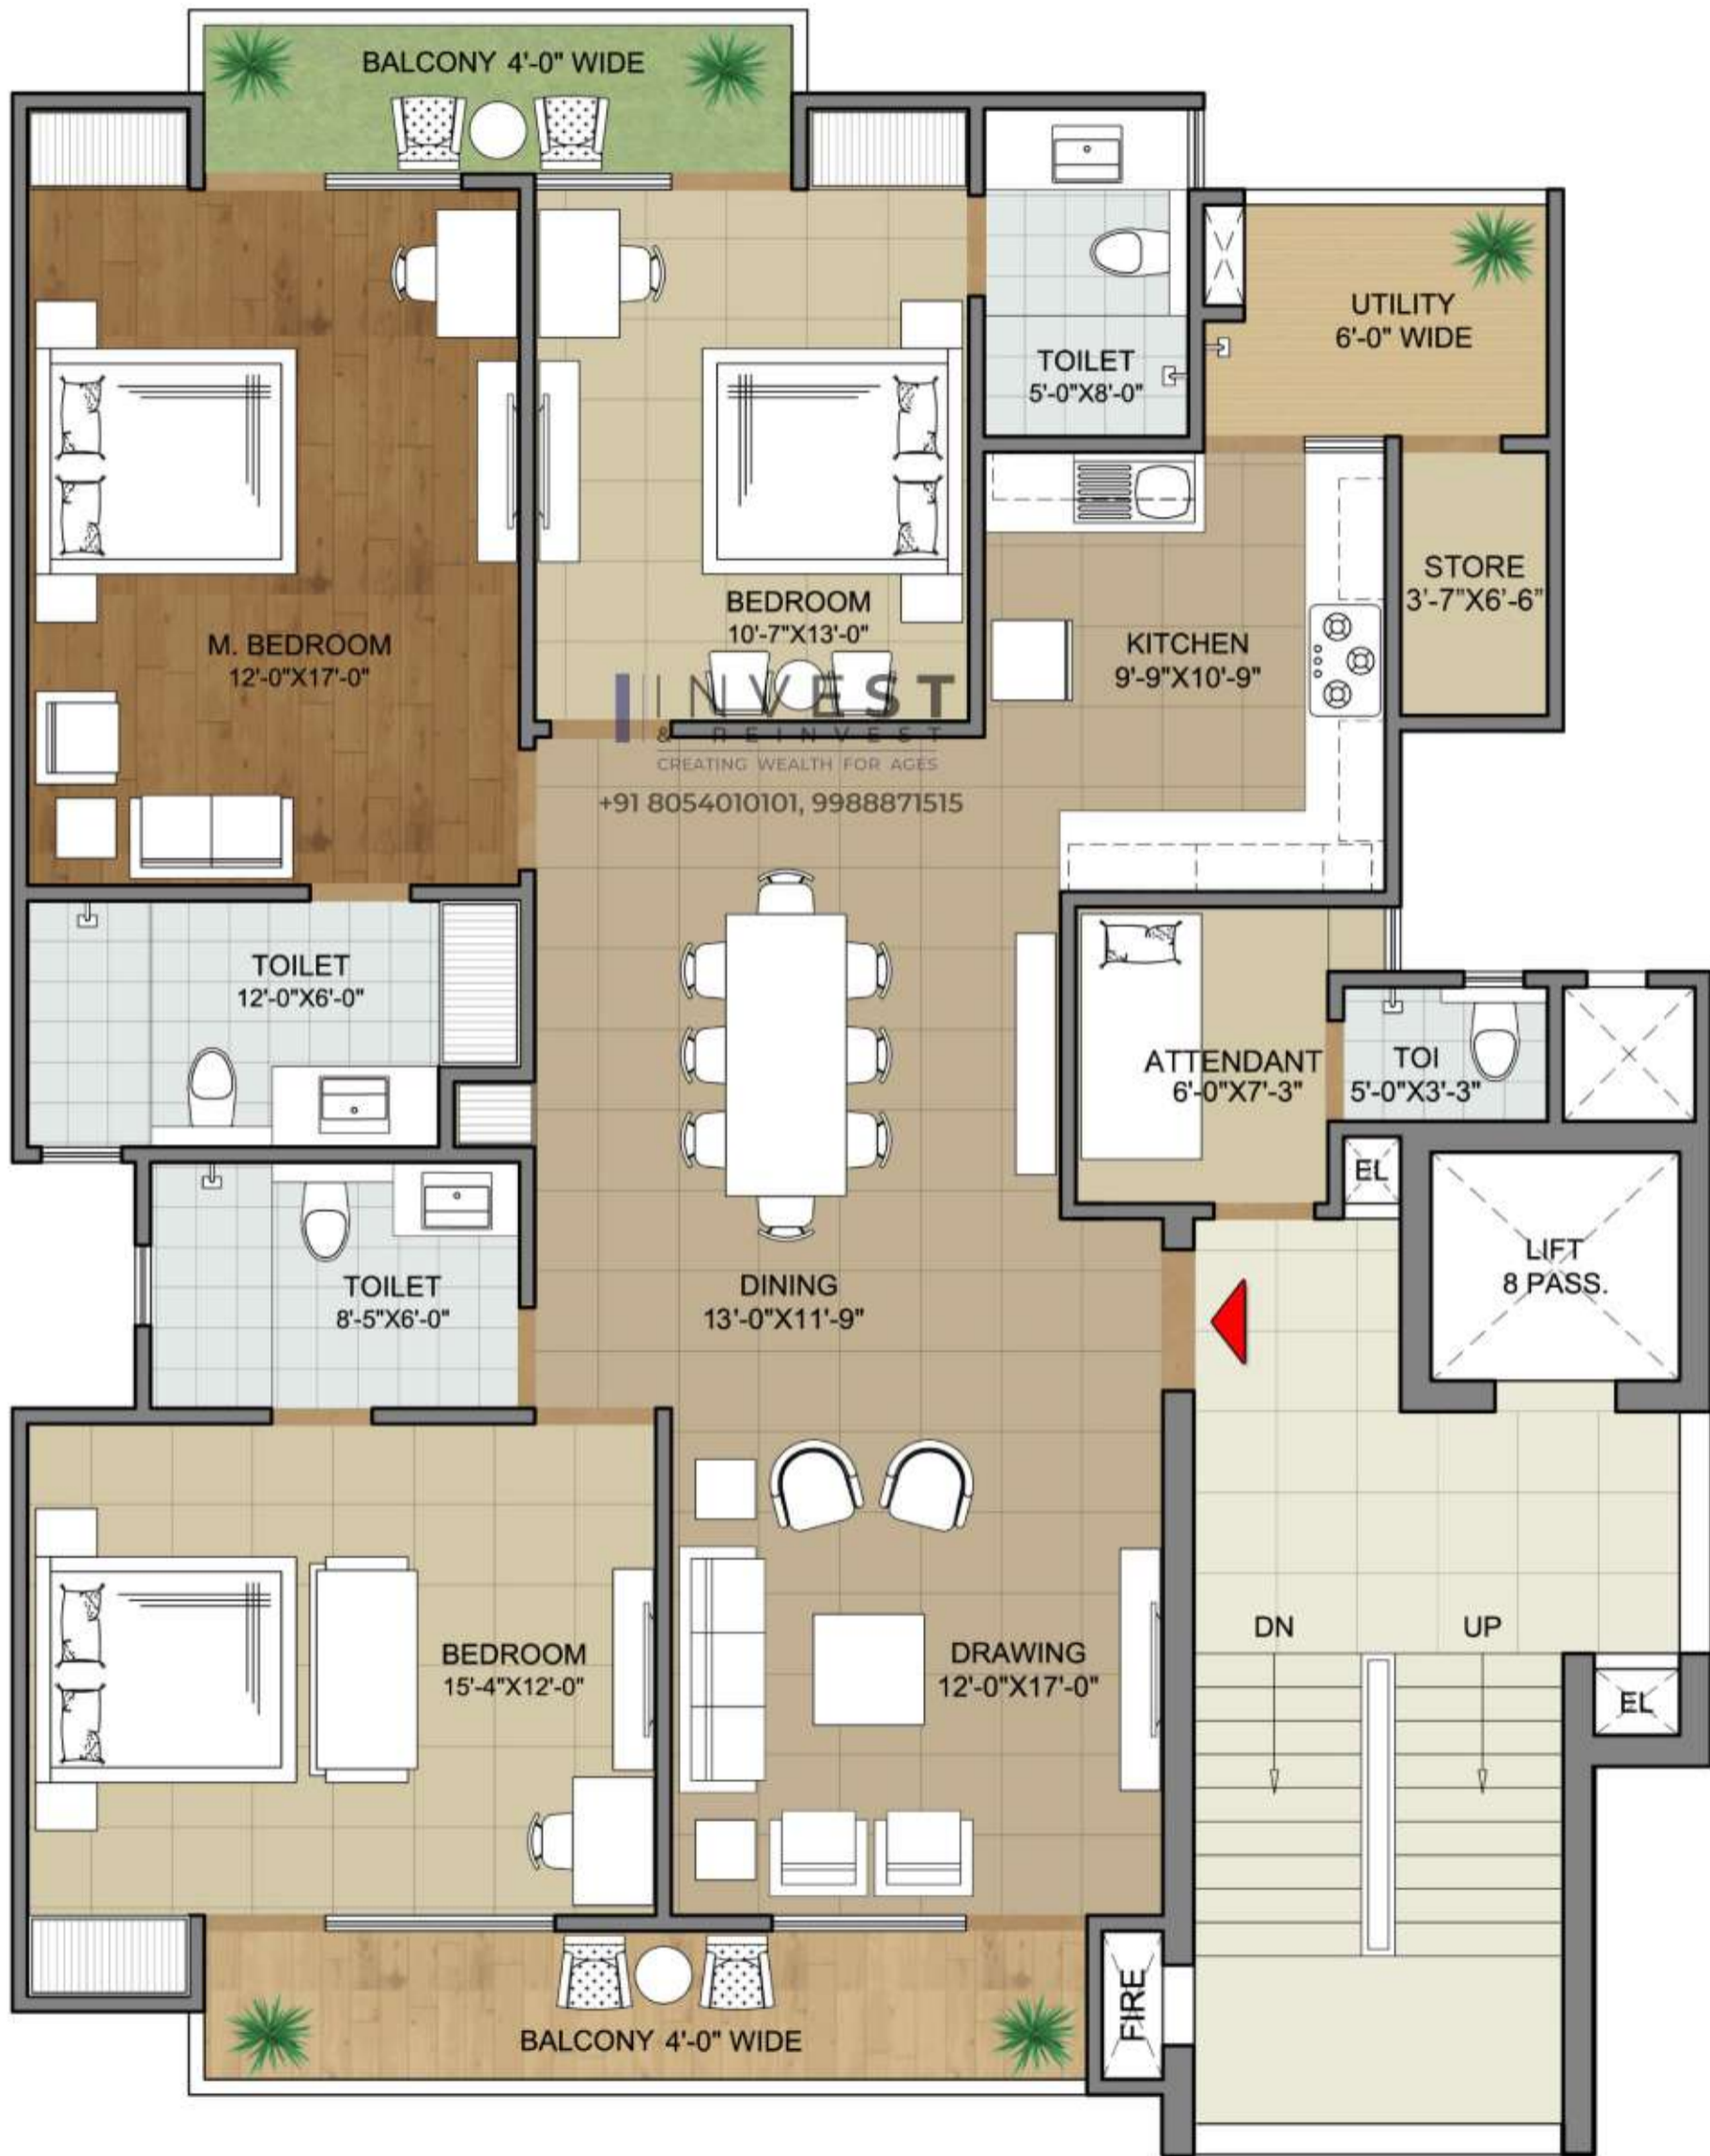 BALCONY 4'-0" WIDE
UTILITY
6'-0" WIDE
TOILET
5'-0"X8'-0"
STORE
3'-7"X6'-6"
BEDROOM
10'-7"X13'-0"
M. BEDROOM
12'-0"X17'-0"
KITCHEN
9'-9"X10'-9"
INVEST
& REINVEST
CREATING WEALTH FOR AGES
+91 8054010101, 9988871515
TOILET
12'-0"X6'-0"
ATTENDANT
6'-0"X7'-3"
TOI
5'-0"X3'-3"
EL
LIFT
8 PASS.
TOILET
8'-5"X6'-0"
DINING
13'-0"X11'-9"
DN
UP
BEDROOM
15'-4"X12'-0"
DRAWING
12'-0"X17'-0"
EL
FIRE
BALCONY 4'-0" WIDE